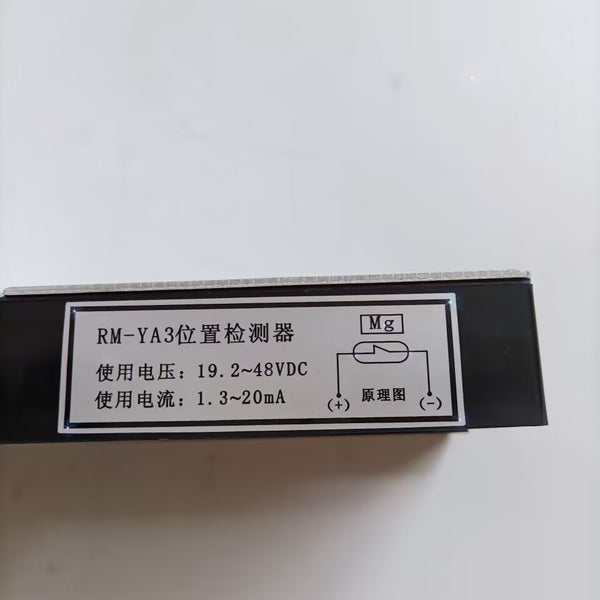 RM-YA3位置检测器
使用电压：19.2~48VDC
使用电流：1.3~20mA
Mg
(+) 原理图 (-)